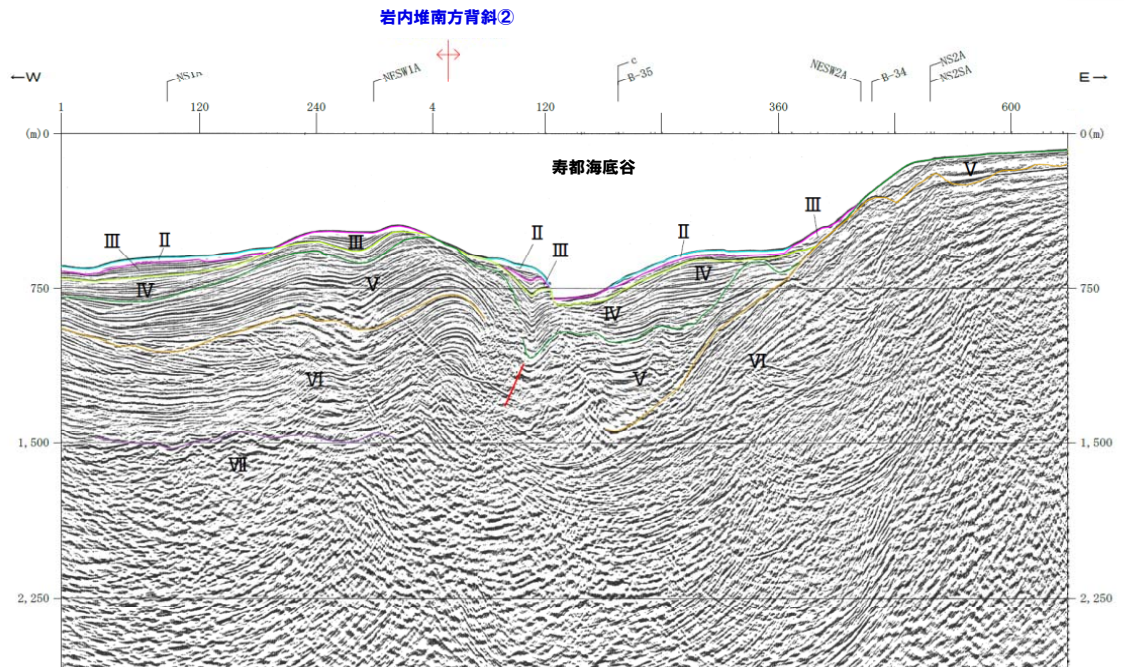 岩内堆南方背斜②
←W
NS1A
NESW1A
c
B-35
NESW2A
B-34
NS2A
NS2SA
E→
1
120
240
4
120
360
600
(m)0
0(m)
寿都海底谷
Ⅴ
Ⅲ
Ⅱ
Ⅲ
Ⅱ
Ⅲ
Ⅱ
Ⅲ
Ⅳ
Ⅴ
Ⅳ
750
750
Ⅳ
Ⅵ
Ⅴ
Ⅵ
1,500
1,500
Ⅶ
2,250
2,250